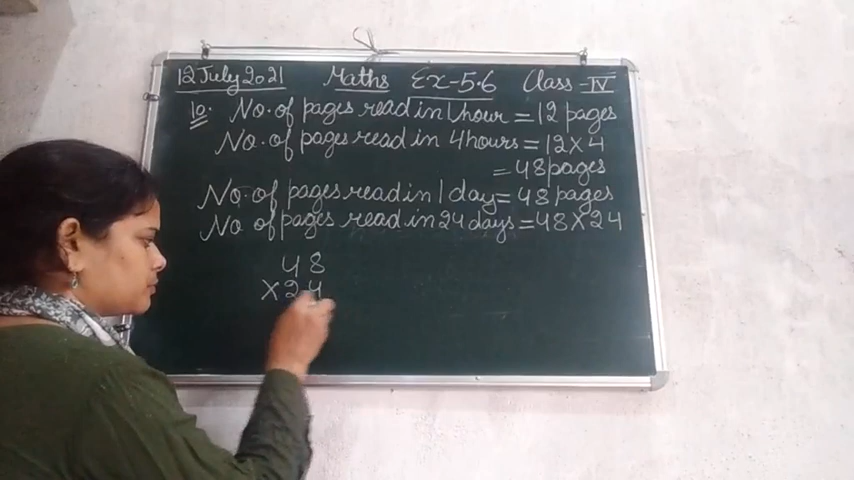 12 July 2021 Maths Ex-5.6 Class-IV
10. No. of pages read in 1 hour = 12 pages
No. of pages read in 4 hours = 12 X 4
= 48 pages
No. of pages read in 1 day = 48 pages
No of pages read in 24 days = 48 X 24
48
X 24